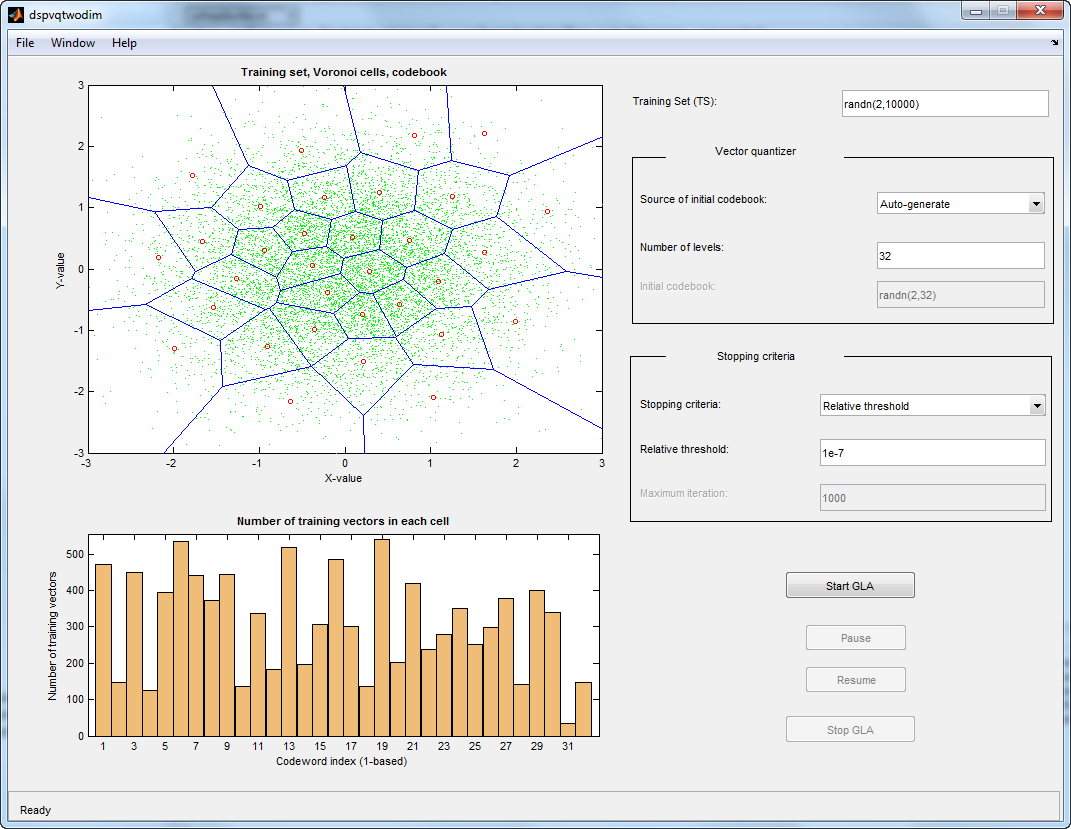 dspvqtwodim
File Window Help
Training set, Voronoi cells, codebook
Y-value
3
2
1
0
-1
-2
-3
-3 -2 -1 0 1 2 3
X-value
Number of training vectors in each cell
Number of training vectors
500
400
300
200
100
0
1 3 5 7 9 11 13 15 17 19 21 23 25 27 29 31
Codeword index (1-based)
Training Set (TS):
randn(2,10000)
Vector quantizer
Source of initial codebook:
Auto-generate
Number of levels:
32
Initial codebook:
randn(2,32)
Stopping criteria
Stopping criteria:
Relative threshold
Relative threshold:
1e-7
Maximum iteration:
1000
Start GLA
Pause
Resume
Stop GLA
Ready